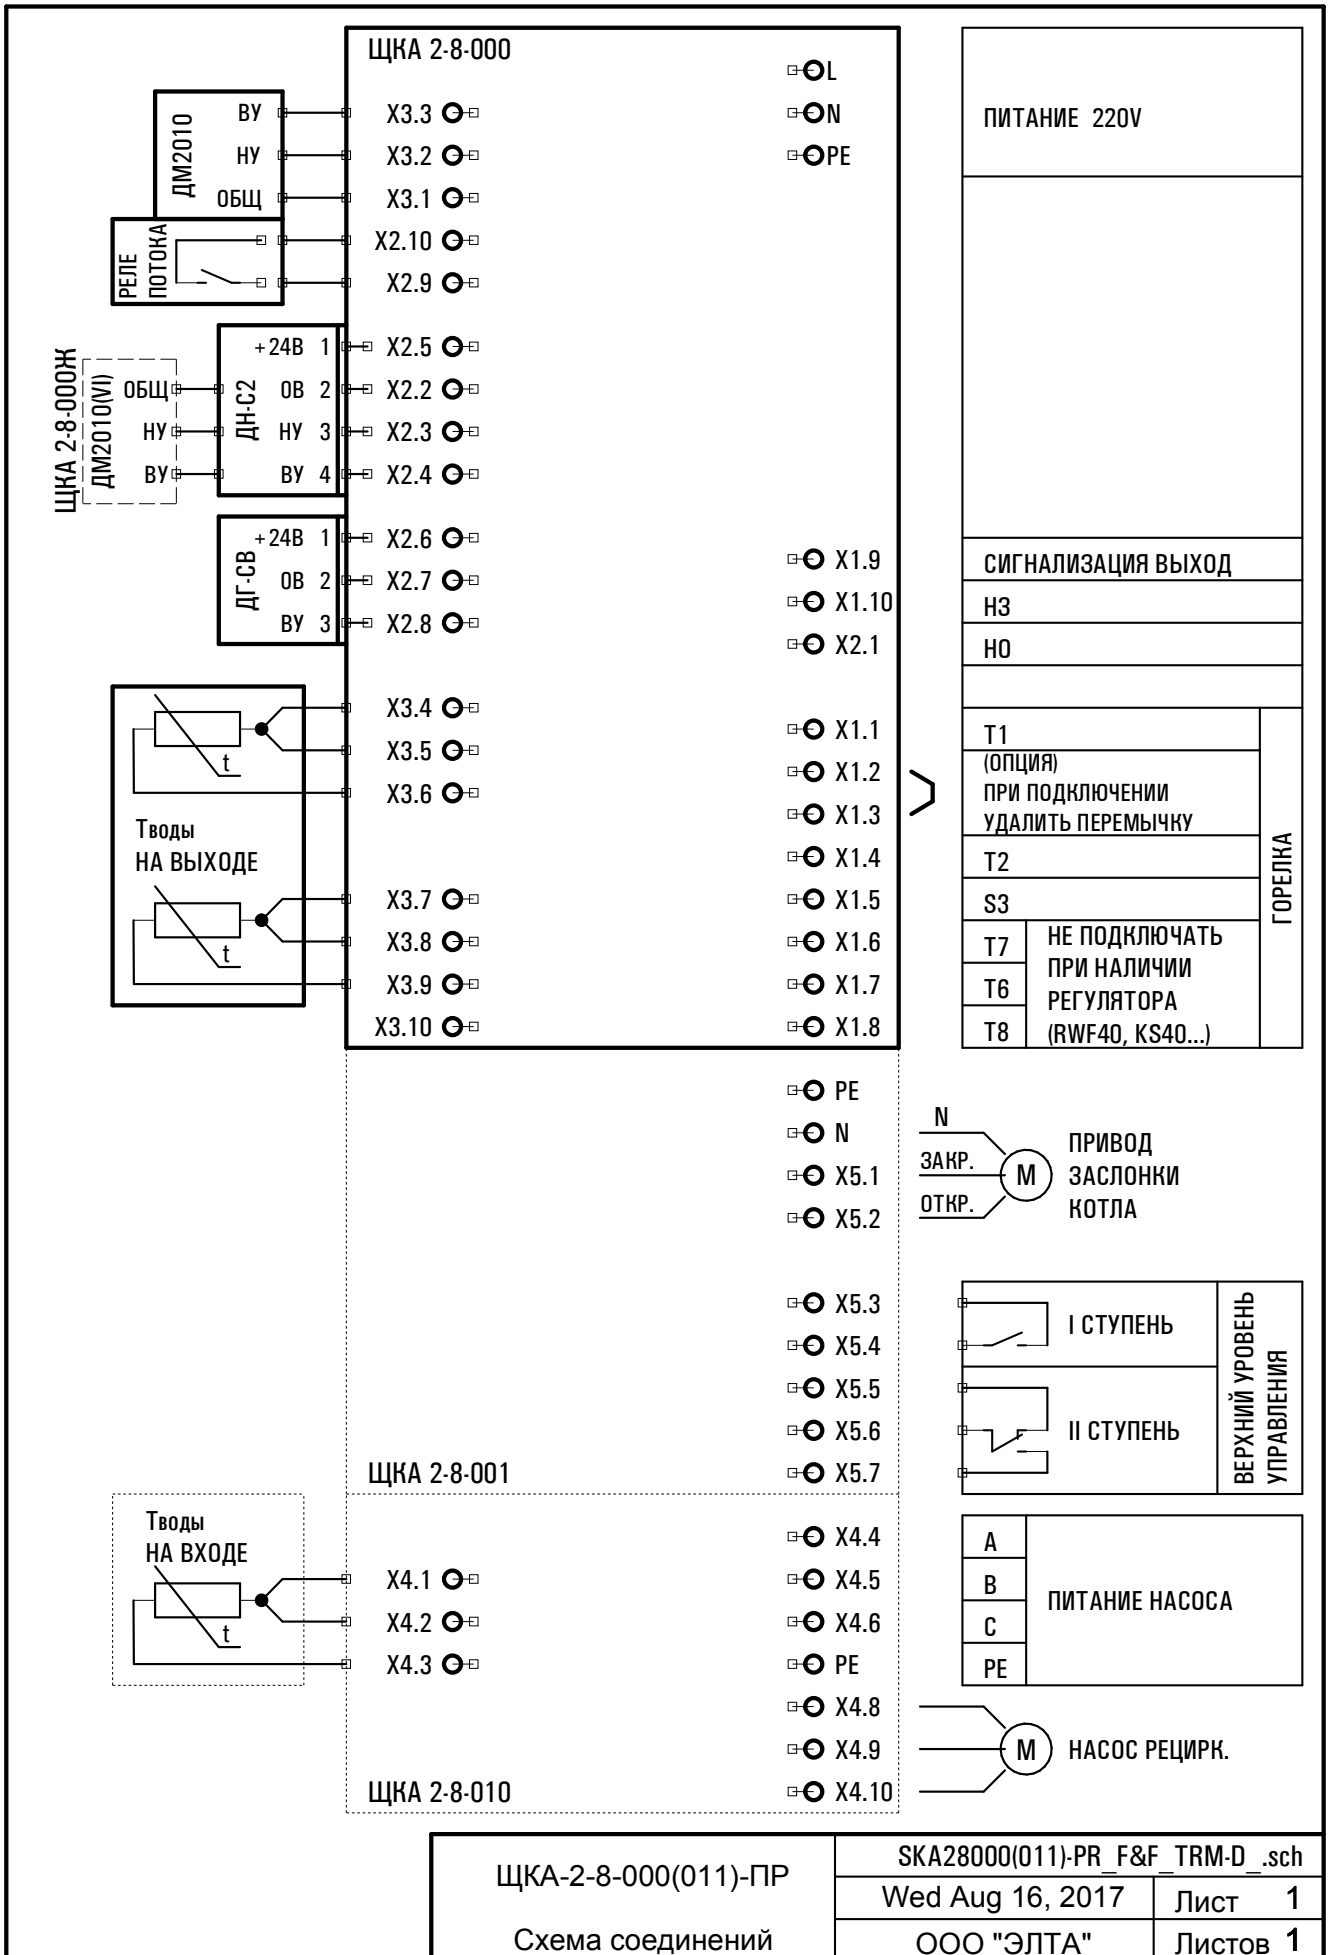 ЩКА 2-8-000
L
N
PE
ПИТАНИЕ 220V
ДМ2010
ВУ
НУ
ОБЩ
X3.3
X3.2
X3.1
РЕЛЕ
ПОТОКА
X2.10
X2.9
ЩКА 2-8-000Ж
ДМ2010(VI)
ОБЩ
НУ
ВУ
ДН-С2
+24В 1
0В 2
НУ 3
ВУ 4
X2.5
X2.2
X2.3
X2.4
ДГ-СВ
+24В 1
0В 2
ВУ 3
X2.6
X2.7
X2.8
X1.9
X1.10
X2.1
СИГНАЛИЗАЦИЯ ВЫХОД
НЗ
НО
t
Тводы
НА ВЫХОДЕ
t
X3.4
X3.5
X3.6
X3.7
X3.8
X3.9
X3.10
X1.1
X1.2
X1.3
X1.4
X1.5
X1.6
X1.7
X1.8
T1
(ОПЦИЯ)
ПРИ ПОДКЛЮЧЕНИИ
УДАЛИТЬ ПЕРЕМЫЧКУ
T2
S3
T7
T6
T8
НЕ ПОДКЛЮЧАТЬ
ПРИ НАЛИЧИИ
РЕГУЛЯТОРА
(RWF40, KS40...)
ГОРЕЛКА
PE
N
X5.1
X5.2
N
ЗАКР.
ОТКР.
M
ПРИВОД
ЗАСЛОНКИ
КОТЛА
X5.3
X5.4
X5.5
X5.6
X5.7
I СТУПЕНЬ
II СТУПЕНЬ
ВЕРХНИЙ УРОВЕНЬ
УПРАВЛЕНИЯ
ЩКА 2-8-001
Тводы
НА ВХОДЕ
t
X4.1
X4.2
X4.3
X4.4
X4.5
X4.6
PE
X4.8
X4.9
X4.10
A
B
C
PE
ПИТАНИЕ НАСОСА
M
НАСОС РЕЦИРК.
ЩКА 2-8-010
ЩКА-2-8-000(011)-ПР
Схема соединений
SKA28000(011)-PR_F&F_TRM-D_.sch
Wed Aug 16, 2017
Лист 1
ООО "ЭЛТА"
Листов 1